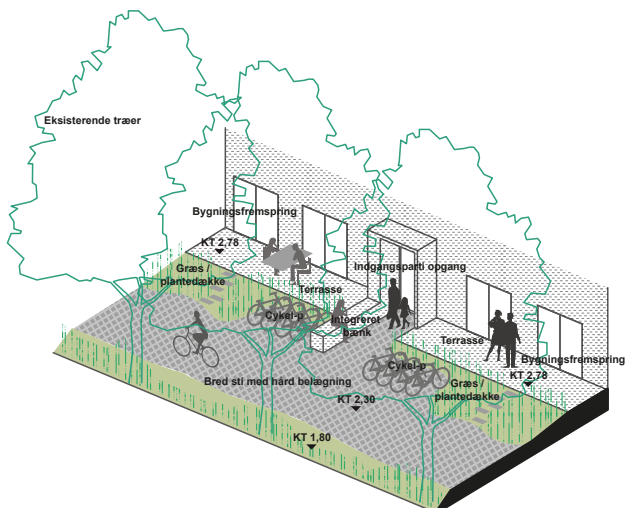 Eksisterende træer
Bygningsfremspring
KT 2,78
Græs /
plantedække
Indgangsparti opgang
Terrasse
Cykel-p
Integreret
bænk
Terrasse
Bygningsfremspring
Cykel-p
KT 2,78
Græs /
plantedække
Bred sti med hård belægning
KT 2,30
KT 1,80